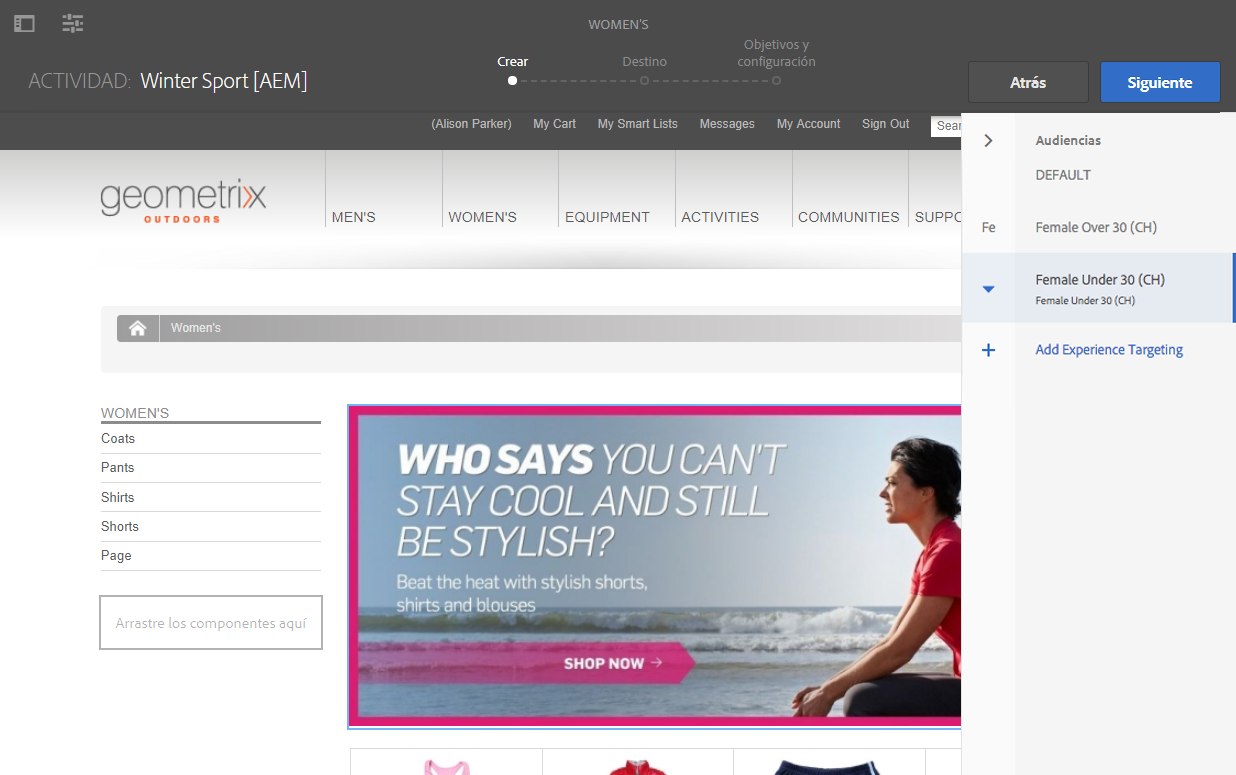 WOMEN'S
Crear
Destino
Objetivos y
configuración
ACTIVIDAD: Winter Sport [AEM]
Atrás
Siguiente
(Alison Parker) My Cart My Smart Lists Messages My Account Sign Out Sear
geometrixx
OUTDOORS
MEN'S WOMEN'S EQUIPMENT ACTIVITIES COMMUNITIES SUPPO
Audiencias
DEFAULT
Fe Female Over 30 (CH)
Female Under 30 (CH)
Female Under 30 (CH)
Add Experience Targeting
Women's
WOMEN'S
Coats
Pants
Shirts
Shorts
Page
Arrastre los componentes aquí
WHO SAYS YOU CAN'T
STAY COOL AND STILL
BE STYLISH?
Beat the heat with stylish shorts,
shirts and blouses
SHOP NOW →